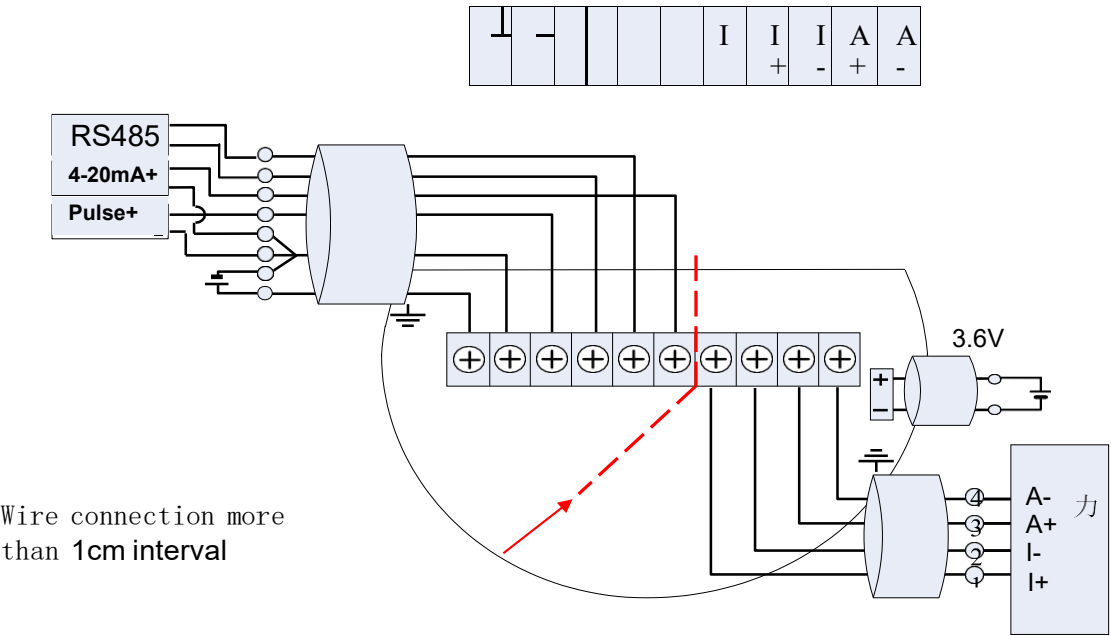 I I I A A
+ - + -
RS485
4-20mA+
Pulse+
_
3.6V
+
-
Wire connection more
than 1cm interval
4 A- 力
3 A+
2 I-
1 I+